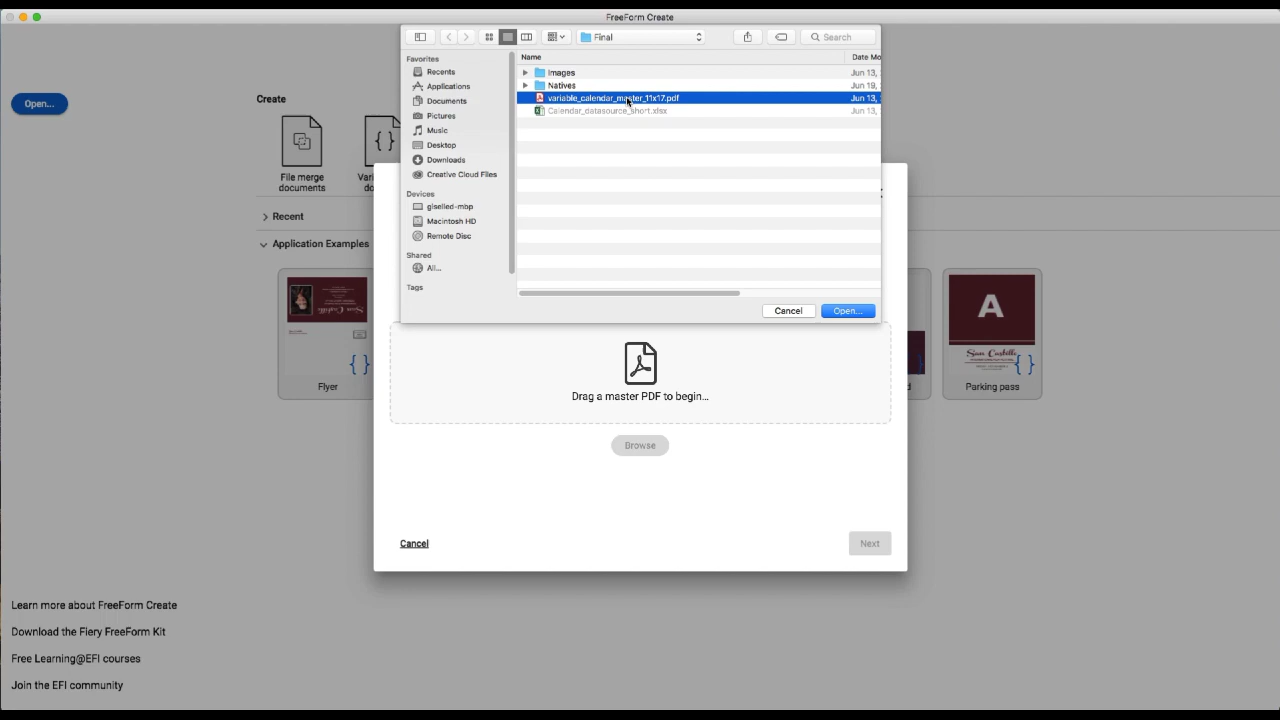 FreeForm Create
Final
Search
Favorites
Recents
Applications
Documents
Pictures
Music
Desktop
Downloads
Creative Cloud Files
Devices
giselled-mbp
Macintosh HD
Remote Disc
Shared
All...
Tags
Name
Date Mo
Images
Jun 13,
Natives
Jun 19,
variable_calendar_master_11x17.pdf
Jun 13,
Calendar_datasource_short.xlsx
Jun 13,
Cancel
Open...
Open...
Create
File merge
documents
Recent
Application Examples
Flyer
A
Parking pass
Drag a master PDF to begin...
Browse
Cancel
Next
Learn more about FreeForm Create
Download the Fiery FreeForm Kit
Free Learning@EFI courses
Join the EFI community